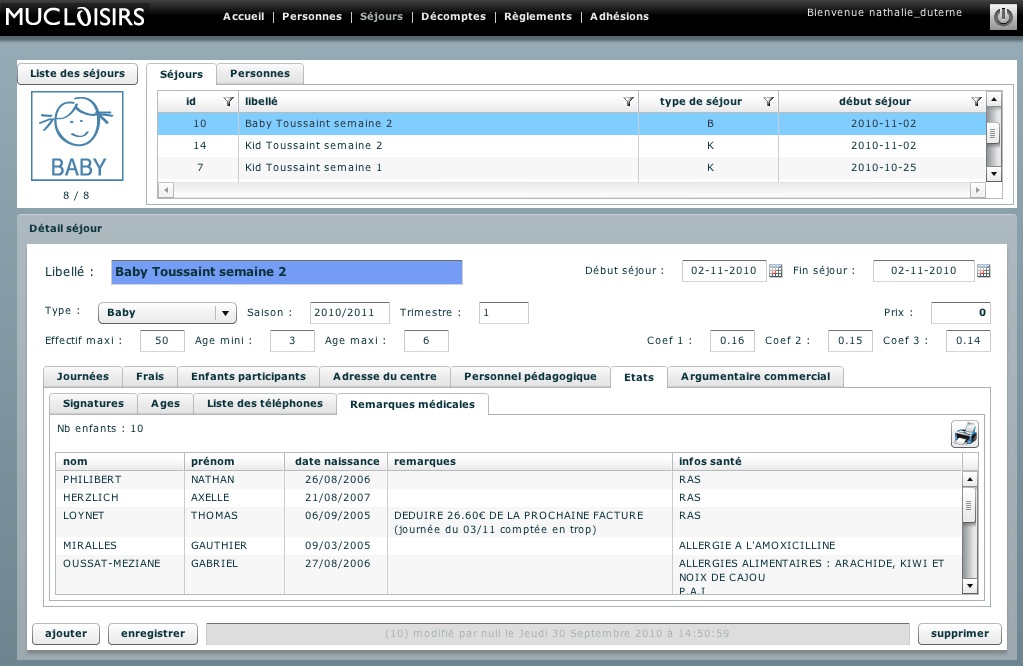 MUCLOISIRS
Accueil | Personnes | Séjours | Décomptes | Règlements | Adhésions
Bienvenue nathalie_duterne
Liste des séjours
BABY
8 / 8
Séjours Personnes
id libellé type de séjour début séjour
10 Baby Toussaint semaine 2 B 2010-11-02
14 Kid Toussaint semaine 2 K 2010-11-02
7 Kid Toussaint semaine 1 K 2010-10-25
Détail séjour
Libellé : Baby Toussaint semaine 2 Début séjour : 02-11-2010 Fin séjour : 02-11-2010
Type : Baby Saison : 2010/2011 Trimestre : 1 Prix : 0
Effectif maxi : 50 Age mini : 3 Age maxi : 6 Coef 1 : 0.16 Coef 2 : 0.15 Coef 3 : 0.14
Journées Frais Enfants participants Adresse du centre Personnel pédagogique Etats Argumentaire commercial
Signatures Ages Liste des téléphones Remarques médicales
Nb enfants : 10
nom prénom date naissance remarques infos santé
PHILIBERT NATHAN 26/08/2006 RAS
HERZLICH AXELLE 21/08/2007 RAS
LOYNET THOMAS 06/09/2005 DEDUIRE 26.60€ DE LA PROCHAINE FACTURE RAS
(journée du 03/11 comptée en trop)
MIRALLES GAUTHIER 09/03/2005 ALLERGIE A L'AMOXICILLINE
OUSSAT-MEZIANE GABRIEL 27/08/2006 ALLERGIES ALIMENTAIRES : ARACHIDE, KIWI ET
NOIX DE CAJOU
P.A.I
ajouter enregistrer (10) modifié par null le Jeudi 30 Septembre 2010 à 14:50:59 supprimer